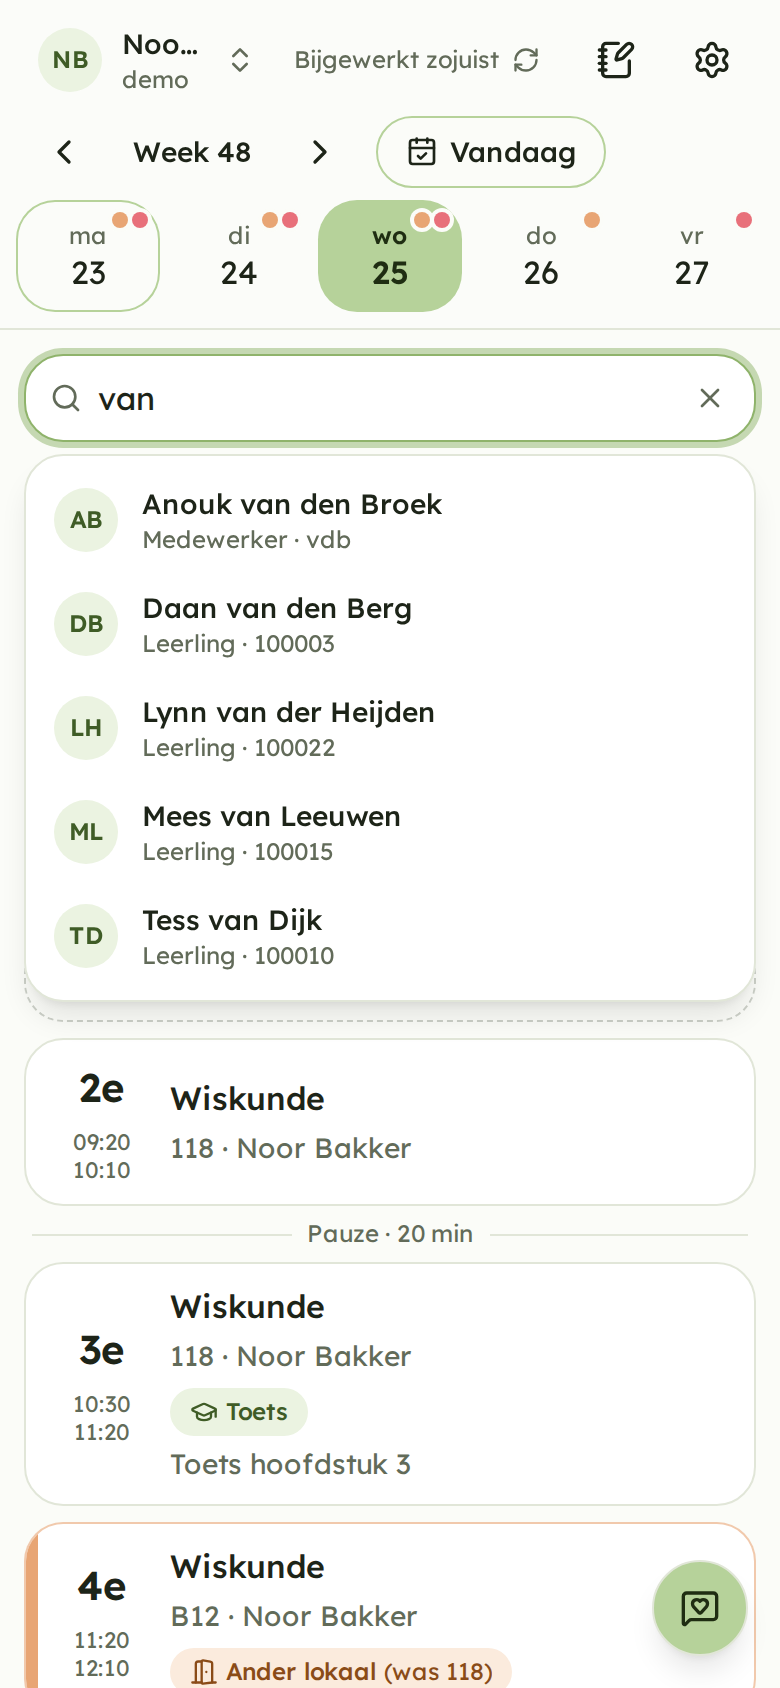 NB
Noo...
demo
Bijgewerkt zojuist
Week 48
Vandaag
ma
23
di
24
wo
25
do
26
vr
27
van
AB
Anouk van den Broek
Medewerker · vdb
DB
Daan van den Berg
Leerling · 100003
LH
Lynn van der Heijden
Leerling · 100022
ML
Mees van Leeuwen
Leerling · 100015
TD
Tess van Dijk
Leerling · 100010
2e
09:20
10:10
Wiskunde
118 · Noor Bakker
Pauze · 20 min
3e
10:30
11:20
Wiskunde
118 · Noor Bakker
Toets
Toets hoofdstuk 3
4e
11:20
12:10
Wiskunde
B12 · Noor Bakker
Ander lokaal (was 118)